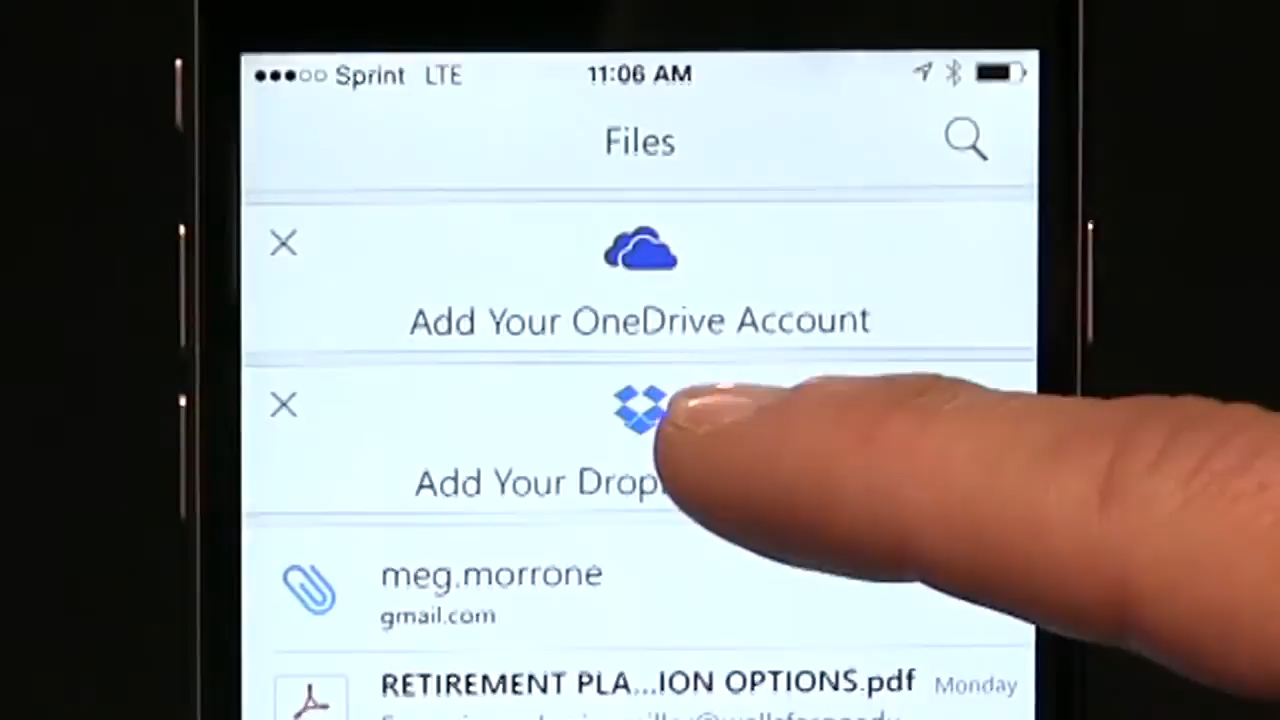 Sprint LTE 11:06 AM
Files
Add Your OneDrive Account
Add Your Drop
meg.morrone
gmail.com
RETIREMENT PLA...ION OPTIONS.pdf Monday